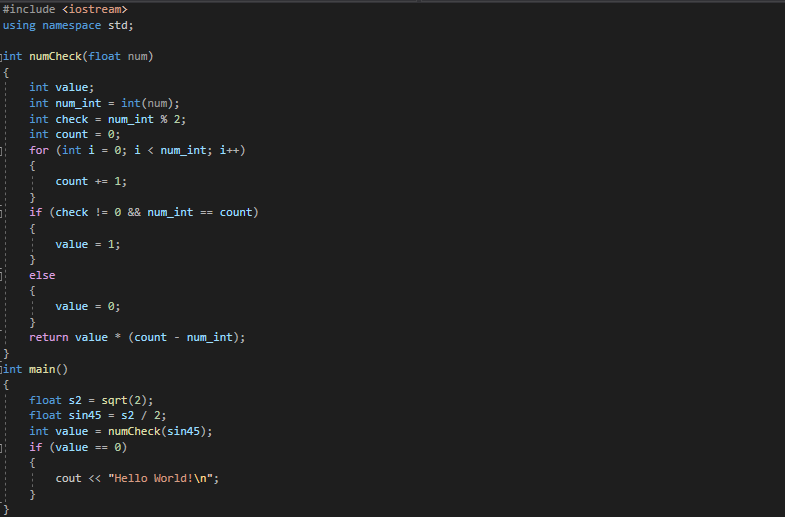 #include <iostream>
using namespace std;

int numCheck(float num)
{
    int value;
    int num_int = int(num);
    int check = num_int % 2;
    int count = 0;
    for (int i = 0; i < num_int; i++)
    {
        count += 1;
    }
    if (check != 0 && num_int == count)
    {
        value = 1;
    }
    else
    {
        value = 0;
    }
    return value * (count - num_int);
}
int main()
{
    float s2 = sqrt(2);
    float sin45 = s2 / 2;
    int value = numCheck(sin45);
    if (value == 0)
    {
        cout << "Hello World!\n";
    }
}